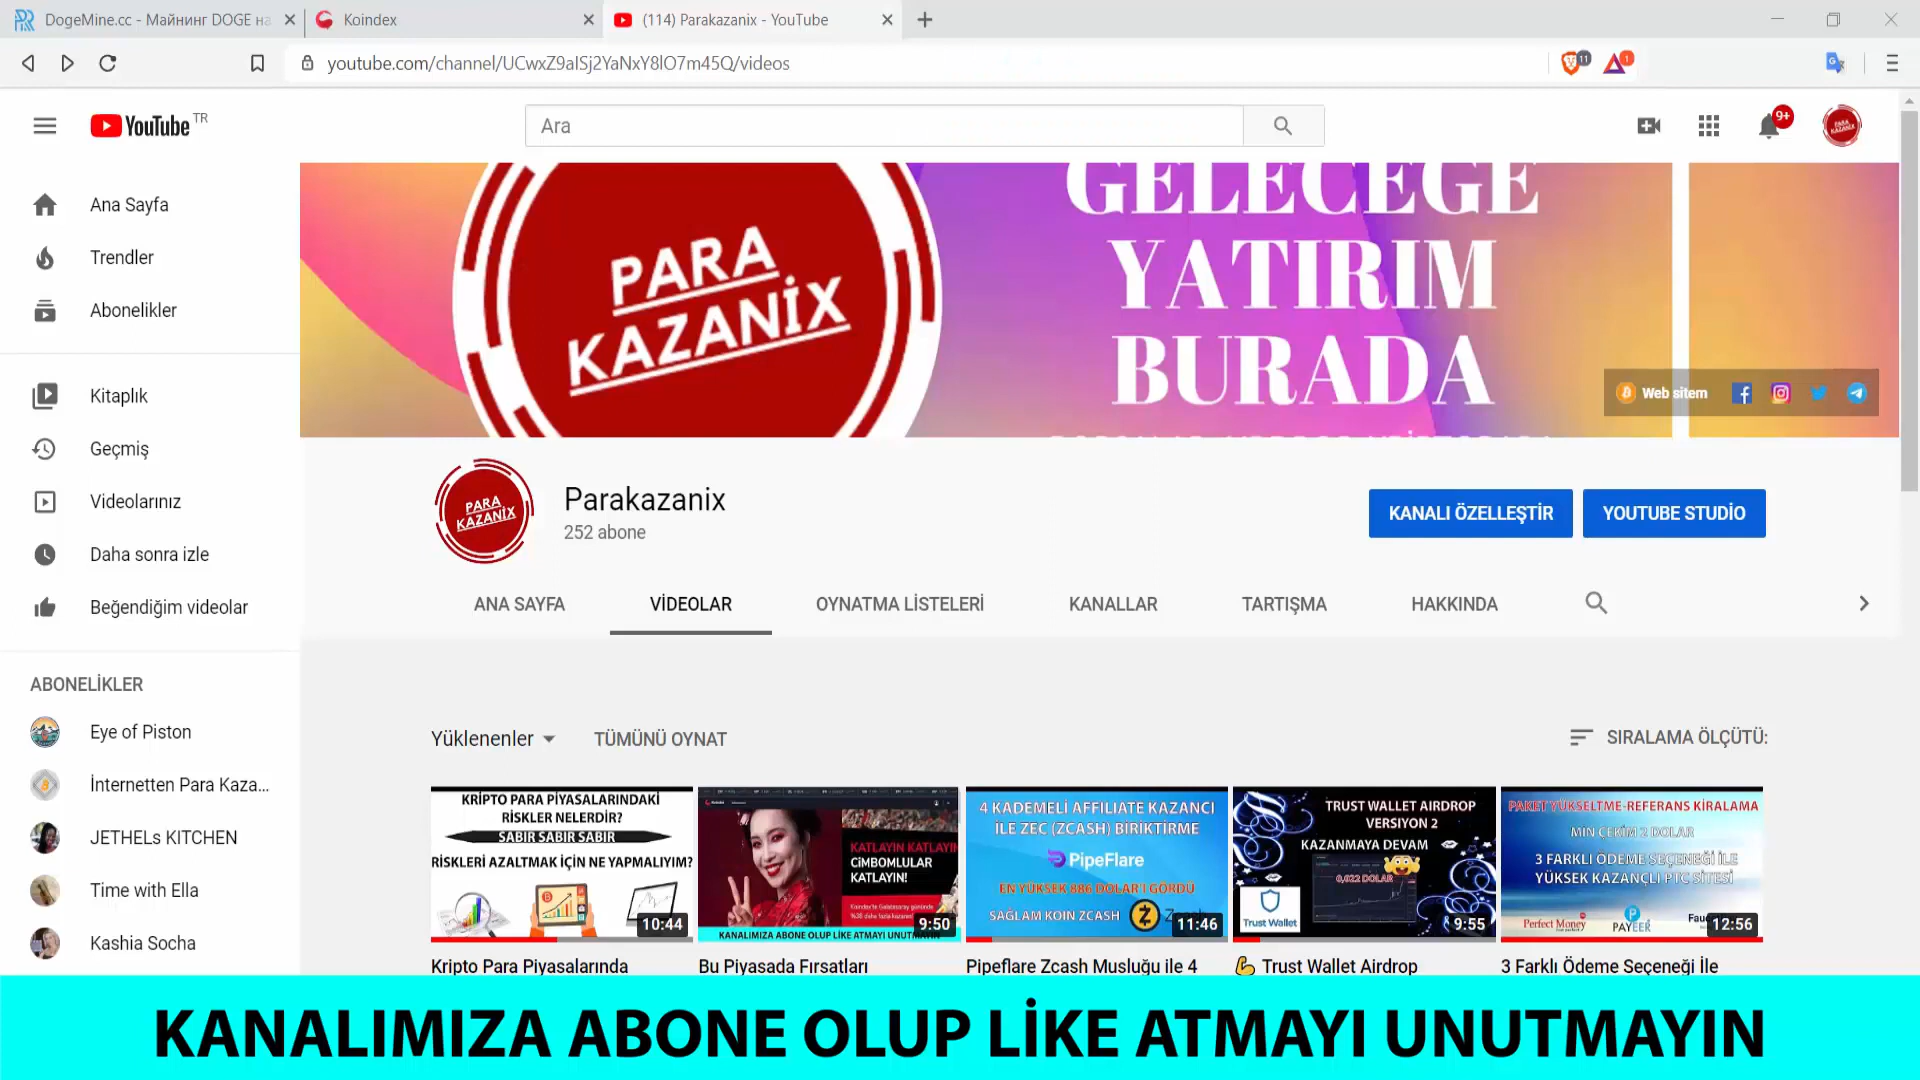 DogeMine.cc - Майнинг DOGE на
Koindex
(114) Parakazanix - YouTube
youtube.com/channel/UCwxZ9aISj2YaNxY8lO7m45Q/videos
11
1
YouTube TR
Ara
9+
PARA
KAZANİX
Ana Sayfa
Trendler
Abonelikler
Kitaplık
Geçmiş
Videolarınız
Daha sonra izle
Beğendiğim videolar
ABONELİKLER
Eye of Piston
İnternetten Para Kaza...
JETHELs KITCHEN
Time with Ella
Kashia Socha
PARA
KAZANİX
GELECEĞE
YATIRIM
BURADA
Web sitem
PARA
KAZANİX
Parakazanix
252 abone
KANALI ÖZELLEŞTİR
YOUTUBE STUDİO
ANA SAYFA
VİDEOLAR
OYNATMA LİSTELERİ
KANALLAR
TARTIŞMA
HAKKINDA
Yüklenenler
TÜMÜNÜ OYNAT
SIRALAMA ÖLÇÜTÜ:
KRİPTO PARA PİYASALARINDAKİ
RİSKLER NELERDİR?
SABIR SABIR SABIR
RİSKLERİ AZALTMAK İÇİN NE YAPMALIYIM?
10:44
Kripto Para Piyasalarında
KATLAYIN KATLAYIN
CİMBOMLULAR
KATLAYIN!
9:50
KANALIMIZA ABONE OLUP LİKE ATMAYI UNUTMAYIN
Bu Piyasada Fırsatları
4 KADEMELİ AFFILIATE KAZANCI
İLE ZEC (ZCASH) BİRİKTİRME
PipeFlare
EN YÜKSEK 886 DOLAR'I GÖRDÜ
SAĞLAM KOIN ZCASH
11:46
Pipeflare Zcash Musluğu ile 4
TRUST WALLET AIRDROP
VERSIYON 2
KAZANMAYA DEVAM
0,022 DOLAR
Trust Wallet
9:55
Trust Wallet Airdrop
PAKET YÜKSELTME-REFERANS KİRALAMA
MİN ÇEKİM 2 DOLAR
3 FARKLI ÖDEME SEÇENEĞİ İLE
YÜKSEK KAZANÇLI PTC SİTESİ
Perfect Money
PAYEER
12:56
3 Farklı Ödeme Seçeneği İle
KANALIMIZA ABONE OLUP LİKE ATMAYI UNUTMAYIN